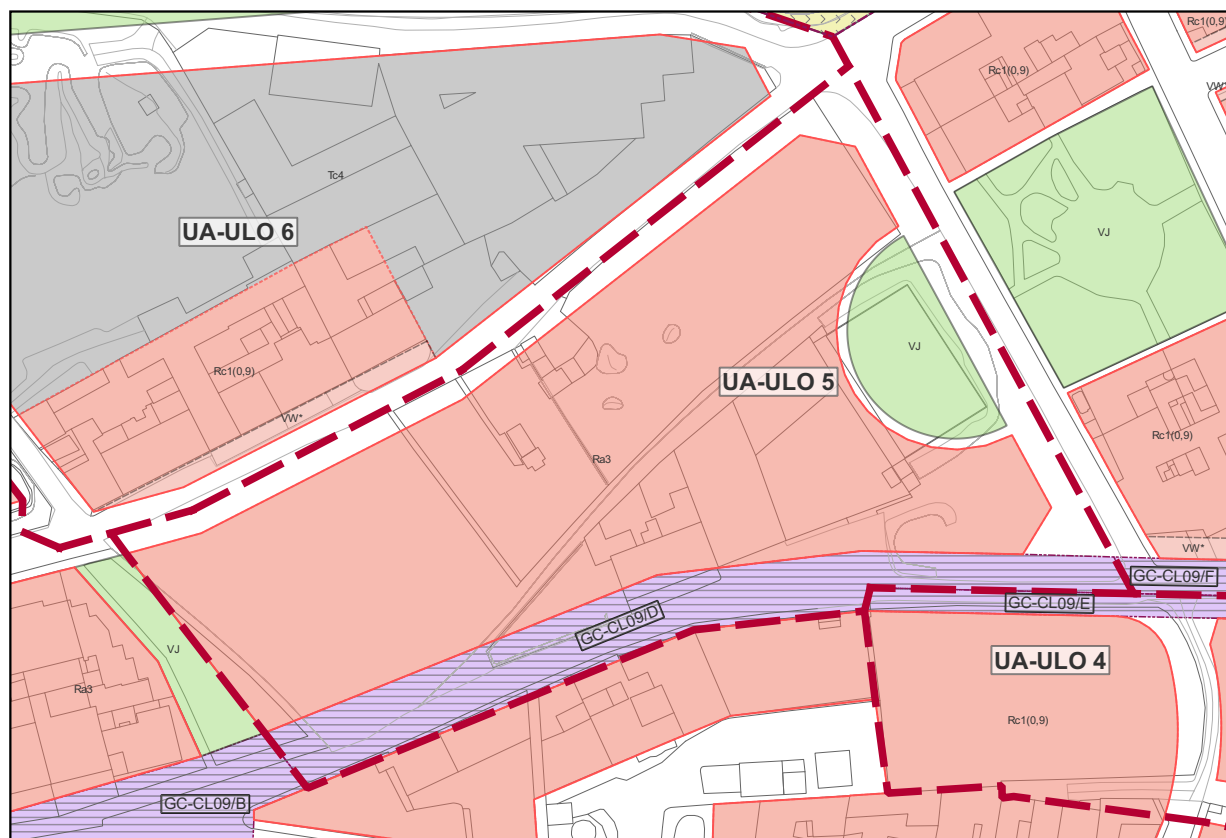 Rc1(0,9)
Rc1(0,9)
VW*
Tc4
UA-ULO 6
VJ
VJ
UA-ULO 5
Rc1(0,9)
VW*
Rc1(0,9)
Ra3
VW*
GC-CL09/F
GC-CL09/E
GC-CL09/D
VJ
UA-ULO 4
Ra3
Rc1(0,9)
GC-CL09/B